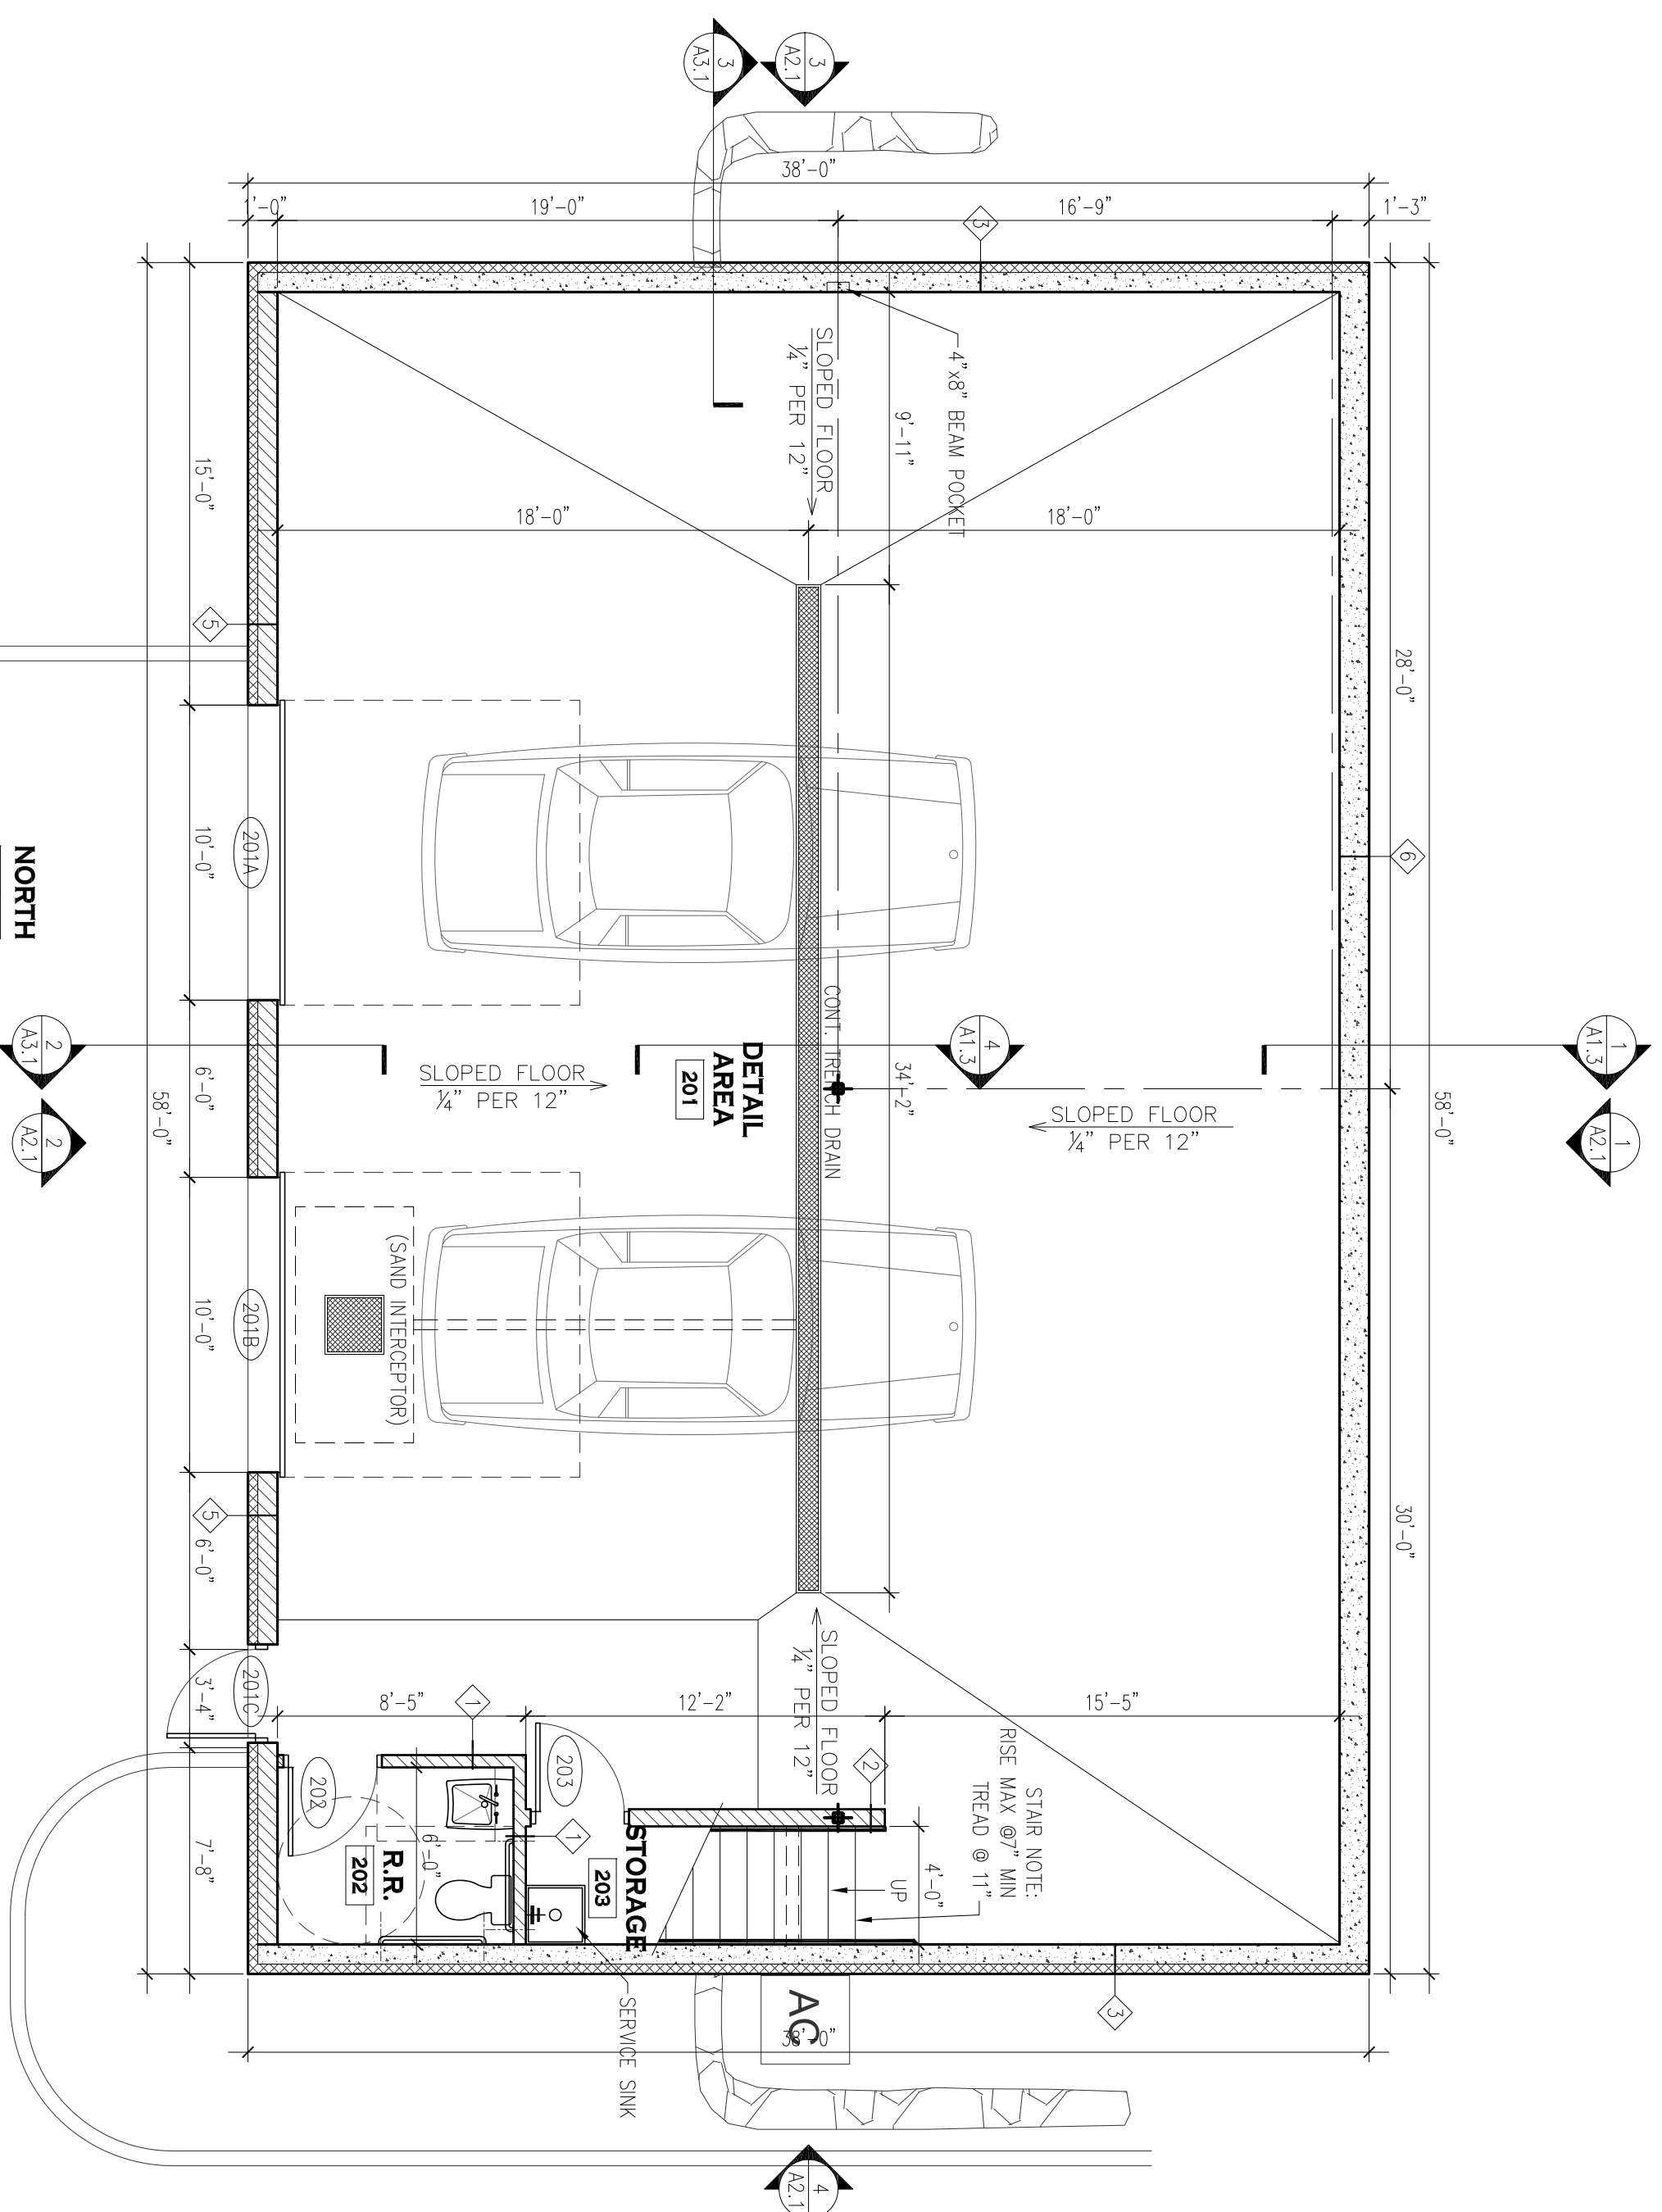 3
A3.1
3
A2.1
38'-0"
1'-0"
19'-0"
16'-9"
1'-3"
3
SLOPED FLOOR
¼" PER 12"
9'-11"
4"x8" BEAM POCKET
18'-0"
18'-0"
15'-0"
5
28'-0"
6
10'-0"
201A
NORTH
2
A3.1
2
A2.1
6'-0"
58'-0"
SLOPED FLOOR
¼" PER 12"
DETAIL
AREA
201
CONT. TRENCH DRAIN
34'-2"
4
A1.3
SLOPED FLOOR
¼" PER 12"
58'-0"
1
A1.3
1
A2.1
10'-0"
201B
(SAND INTERCEPTOR)
5
6'-0"
30'-0"
3'-4"
201C
8'-5"
1
12'-2"
15'-5"
SLOPED FLOOR
¼" PER 12"
2
STAIR NOTE:
RISE MAX @7" MIN
TREAD @ 11"
203
202
1
6'-0"
R.R.
202
STORAGE
203
4'-0"
UP
7'-8"
SERVICE SINK
AC
38'-0"
3
4
A2.1